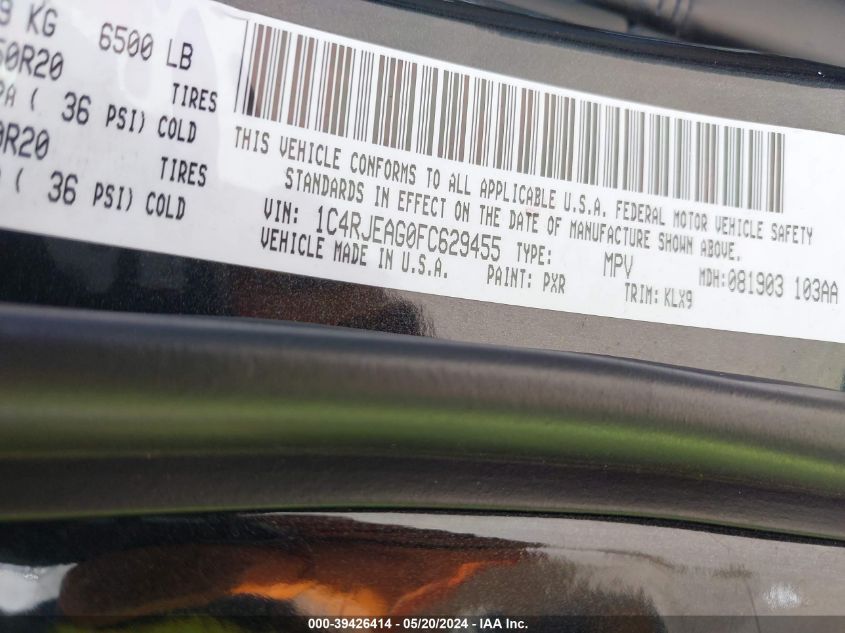 9 KG 6500 LB
50R20 TIRES
PA ( 36 PSI) COLD
0R20 TIRES
( 36 PSI) COLD
THIS VEHICLE CONFORMS TO ALL APPLICABLE U.S.A. FEDERAL MOTOR VEHICLE SAFETY
STANDARDS IN EFFECT ON THE DATE OF MANUFACTURE SHOWN ABOVE.
VIN: 1C4RJEAG0FC629455 TYPE: MPV MDH:081903 103AA
VEHICLE MADE IN U.S.A. PAINT: PXR TRIM: KLX9
000-39426414 - 05/20/2024 - IAA Inc.